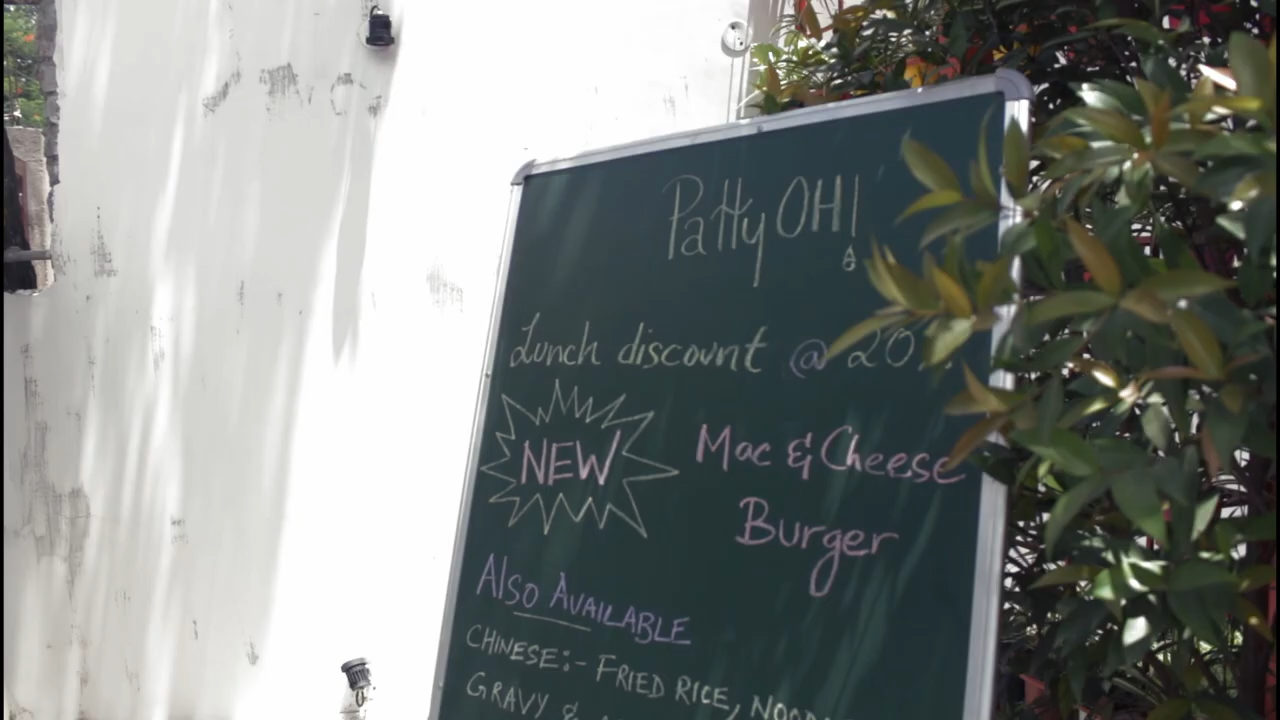 Patty OH!
Lunch discount @ 20%
NEW
Mac & Cheese
Burger
ALSO AVAILABLE
CHINESE:- FRIED RICE,
GRAVY &